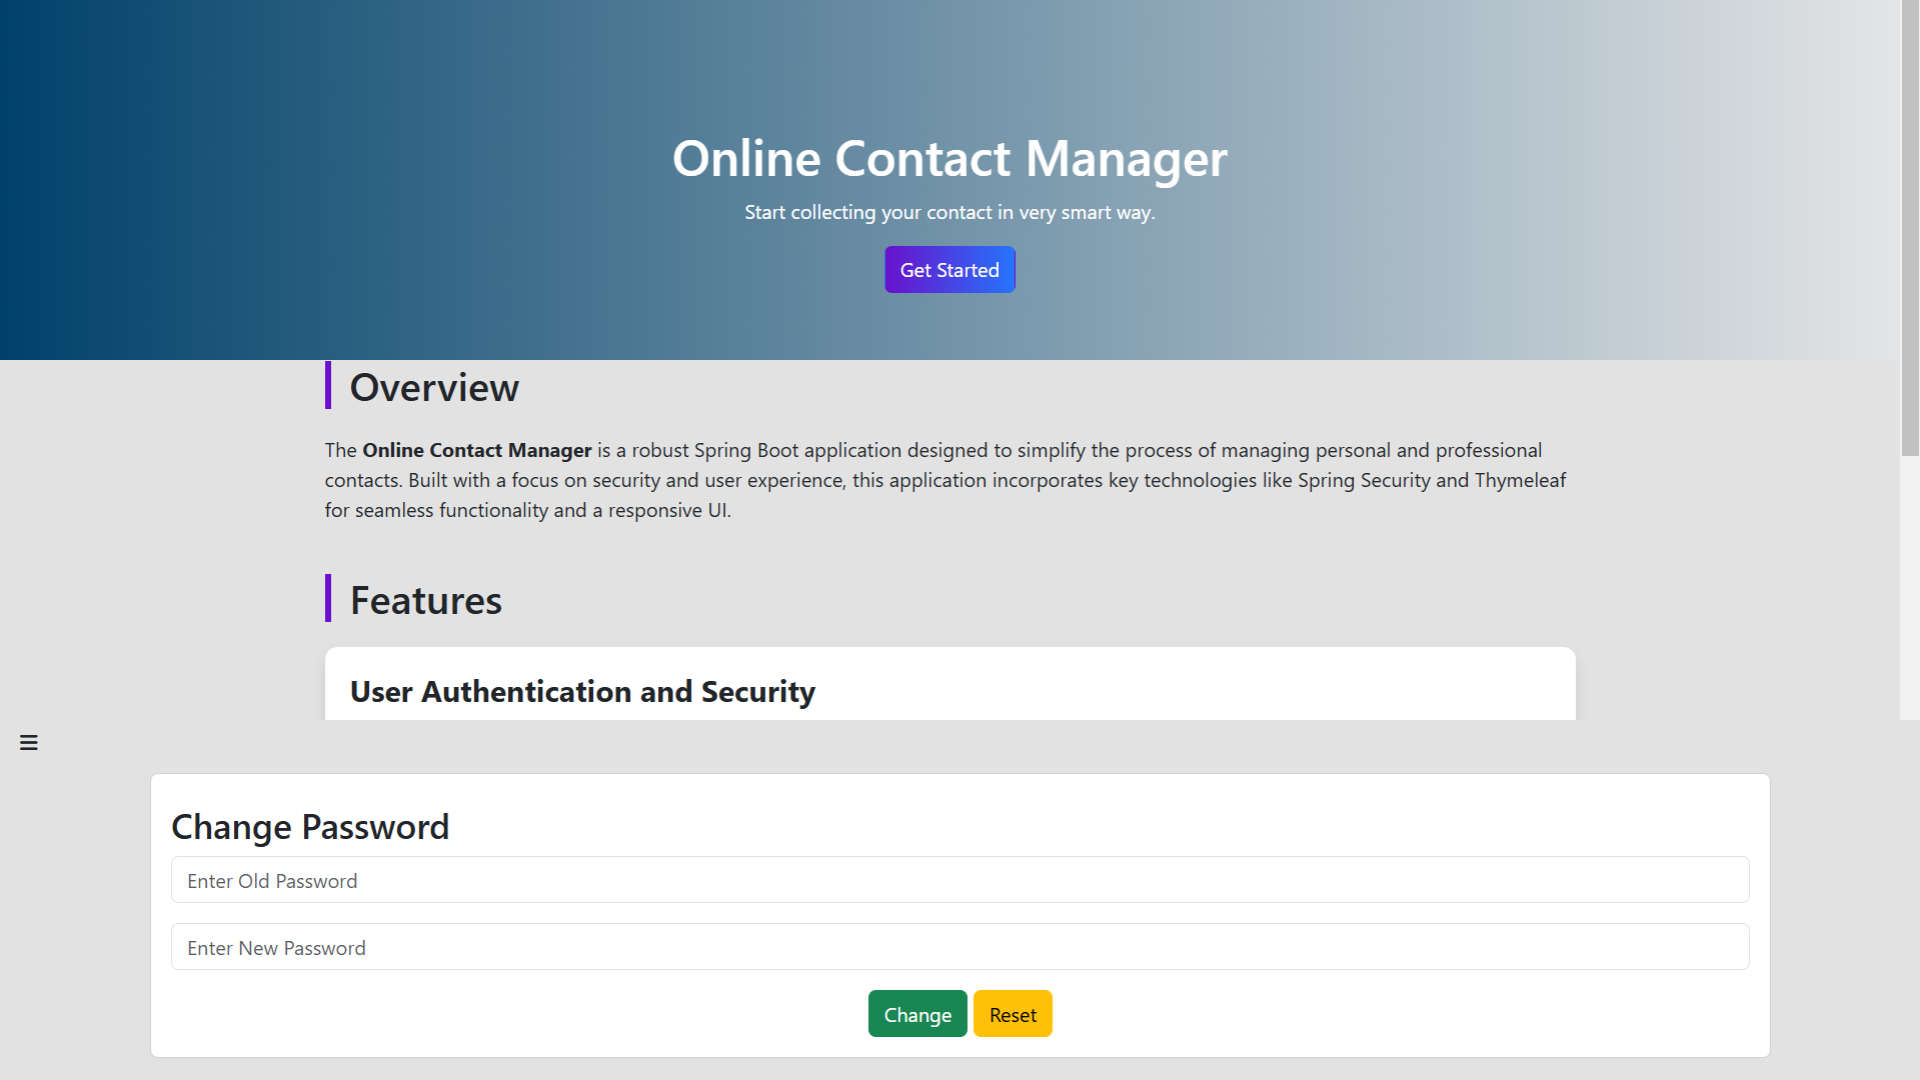 Online Contact Manager
Start collecting your contact in very smart way.
Get Started
Overview
The Online Contact Manager is a robust Spring Boot application designed to simplify the process of managing personal and professional
contacts. Built with a focus on security and user experience, this application incorporates key technologies like Spring Security and Thymeleaf
for seamless functionality and a responsive UI.
Features
User Authentication and Security
Change Password
Enter Old Password
Enter New Password
Change Reset